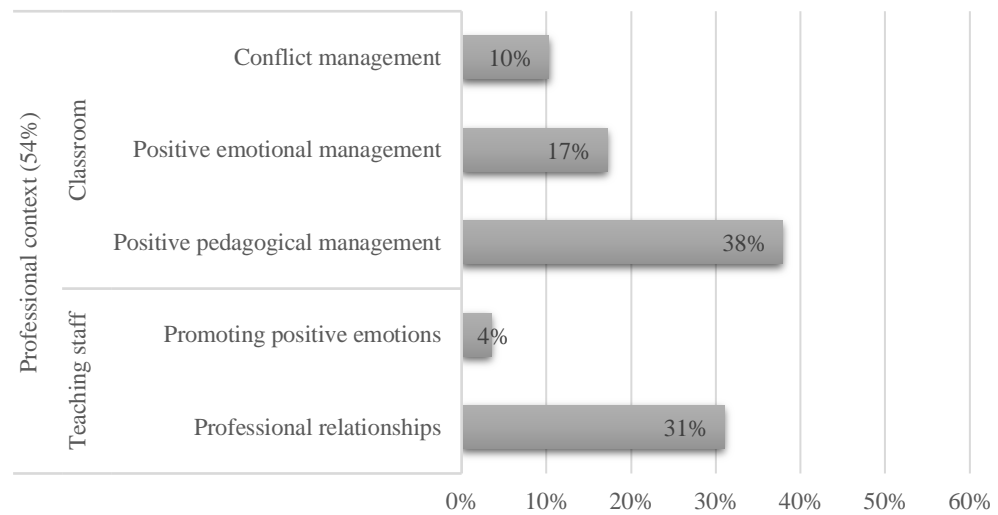 Professional context (54%)
Classroom
Conflict management
10%
Positive emotional management
17%
Positive pedagogical management
38%
Teaching staff
Promoting positive emotions
4%
Professional relationships
31%
0% 10% 20% 30% 40% 50% 60%